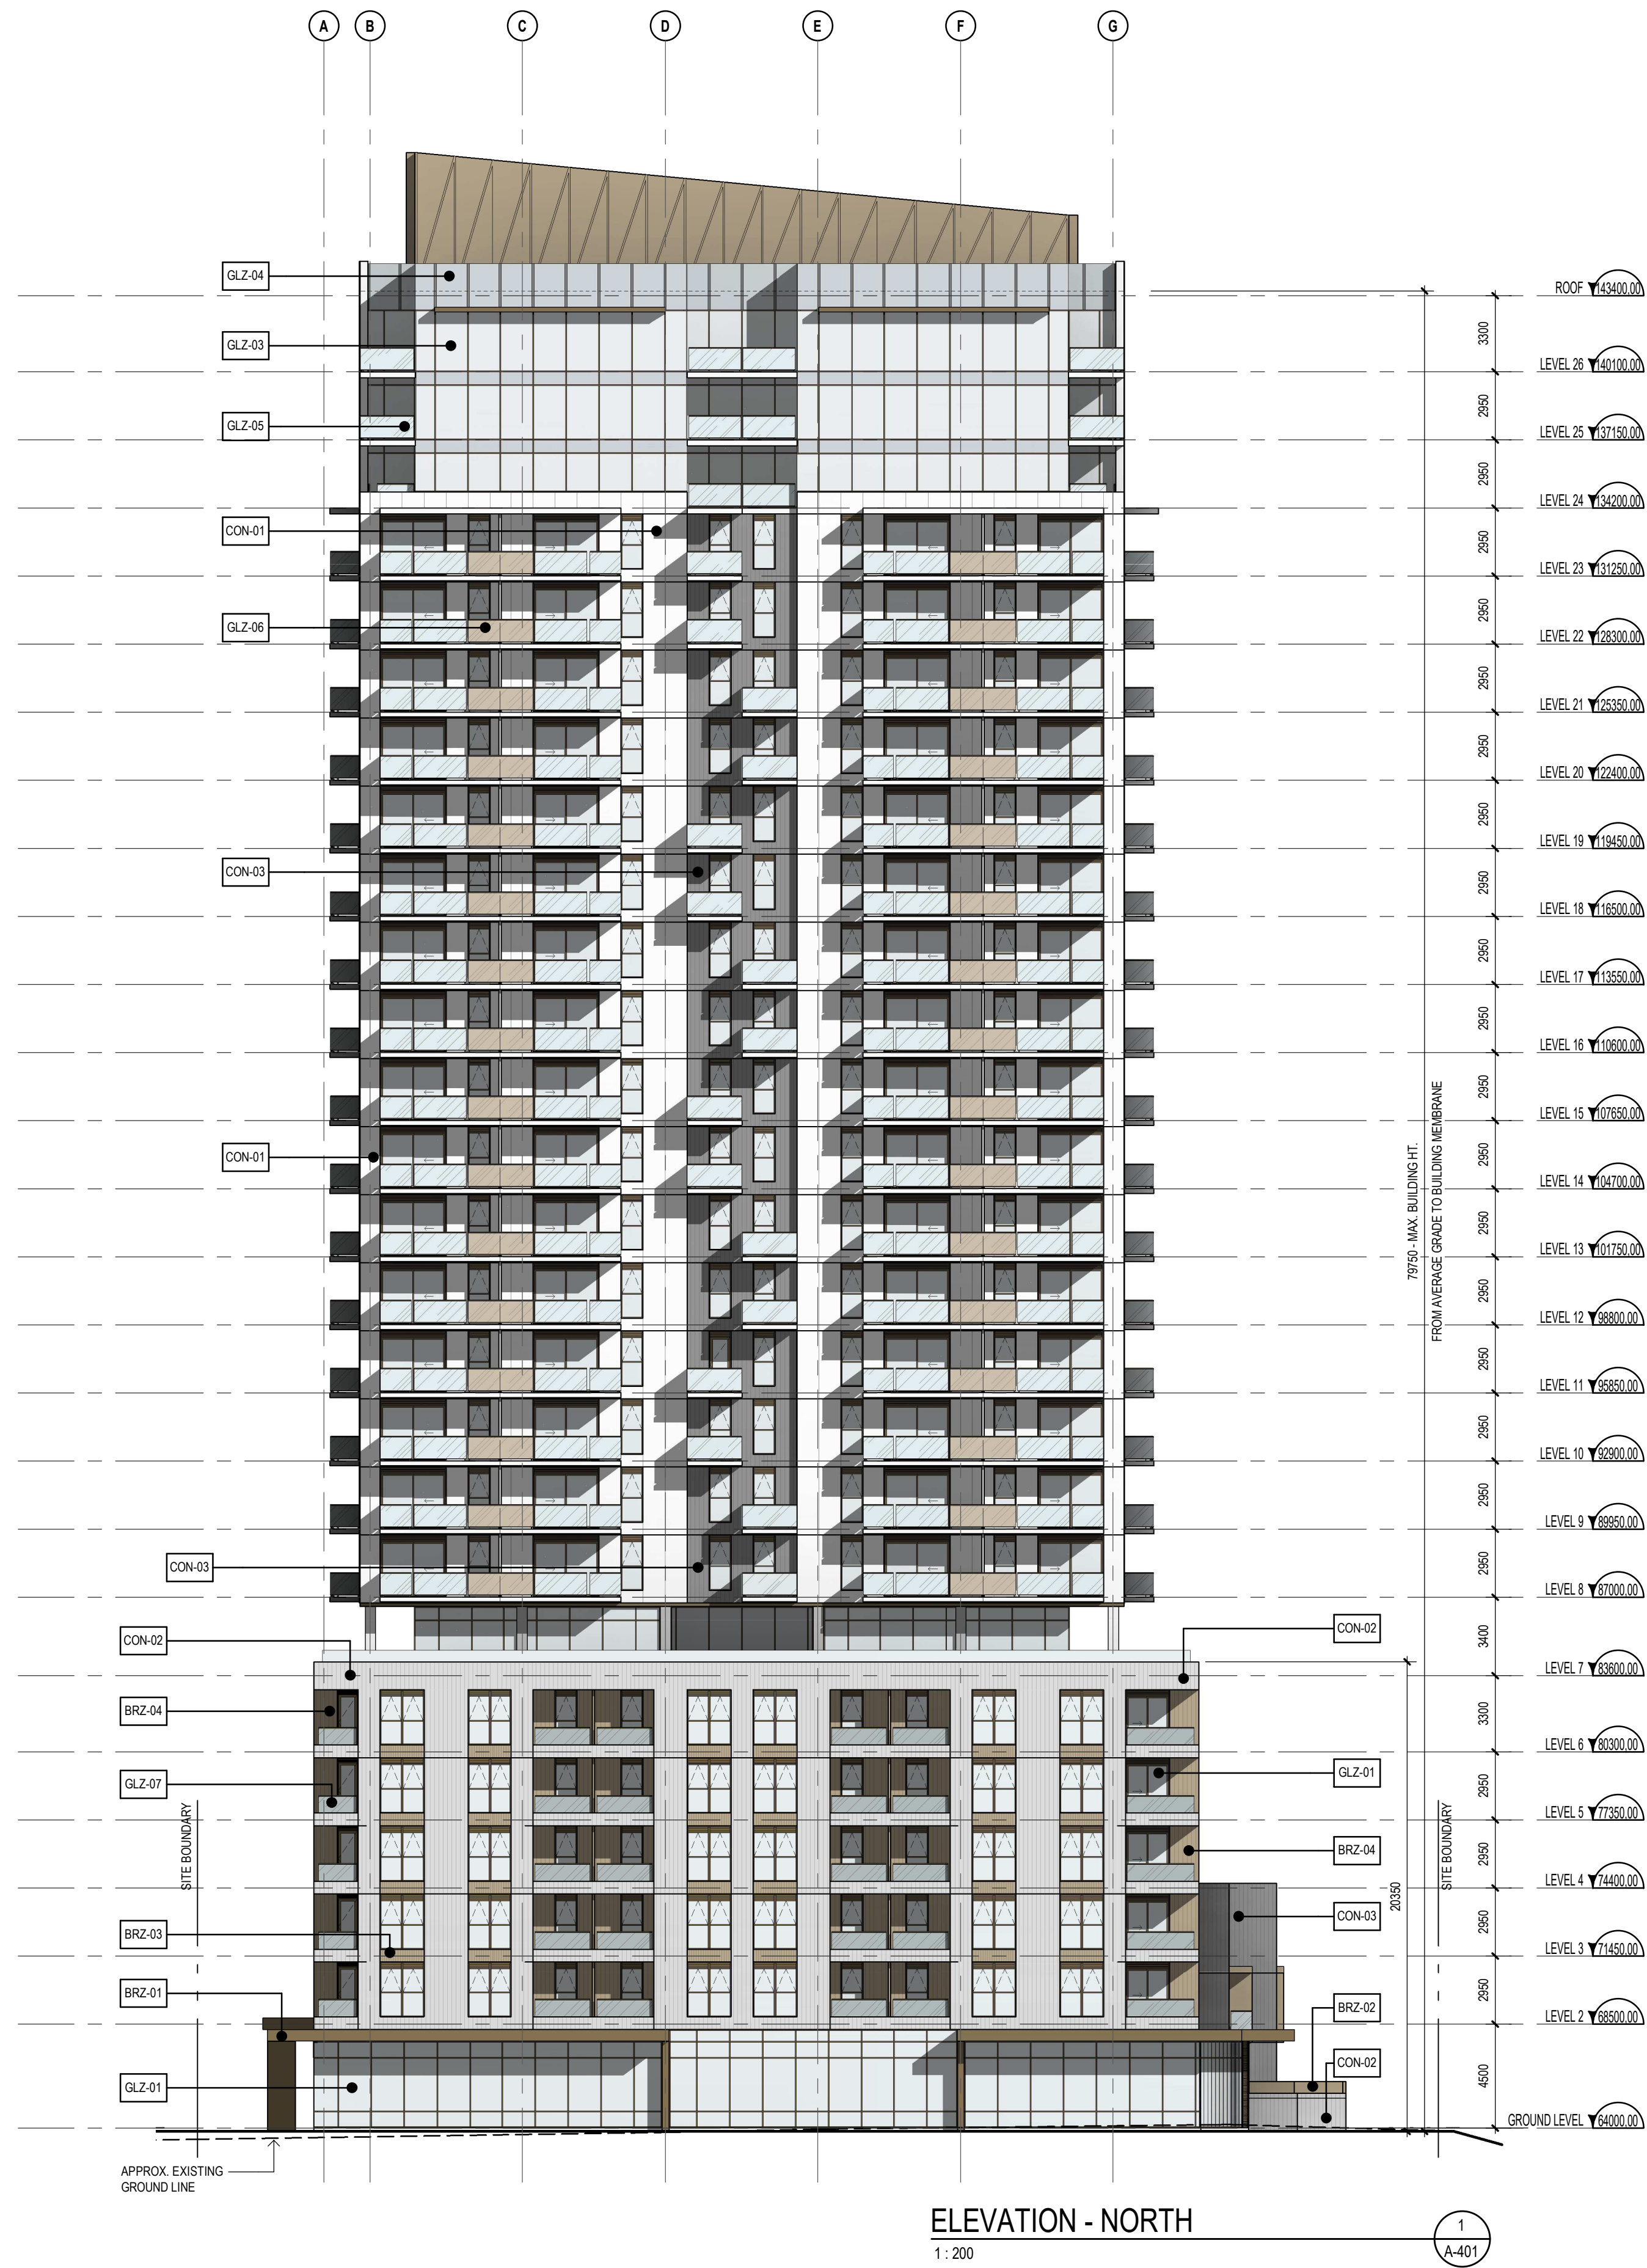 A B C D E F G
GLZ-04
ROOF 143400.00
3300
GLZ-03
LEVEL 26 140100.00
2950
GLZ-05
LEVEL 25 137150.00
2950
LEVEL 24 134200.00
CON-01
2950
LEVEL 23 131250.00
2950
GLZ-06
LEVEL 22 128300.00
2950
LEVEL 21 125350.00
2950
LEVEL 20 122400.00
2950
LEVEL 19 119450.00
CON-03
2950
LEVEL 18 116500.00
2950
LEVEL 17 113550.00
2950
LEVEL 16 110600.00
2950
LEVEL 15 107650.00
CON-01
2950
LEVEL 14 104700.00
2950
LEVEL 13 101750.00
79750 - MAX. BUILDING HT.
FROM AVERAGE GRADE TO BUILDING MEMBRANE
2950
LEVEL 12 98800.00
2950
LEVEL 11 95850.00
2950
LEVEL 10 92900.00
2950
LEVEL 9 89950.00
CON-03
2950
LEVEL 8 87000.00
CON-02
CON-02
3400
LEVEL 7 83600.00
BRZ-04
3300
LEVEL 6 80300.00
GLZ-07
GLZ-01
2950
LEVEL 5 77350.00
SITE BOUNDARY
SITE BOUNDARY
BRZ-04
2950
LEVEL 4 74400.00
20350
CON-03
2950
BRZ-03
LEVEL 3 71450.00
BRZ-01
2950
BRZ-02
LEVEL 2 68500.00
CON-02
GLZ-01
4500
GROUND LEVEL 64000.00
APPROX. EXISTING
GROUND LINE
ELEVATION - NORTH
1 : 200
1
A-401